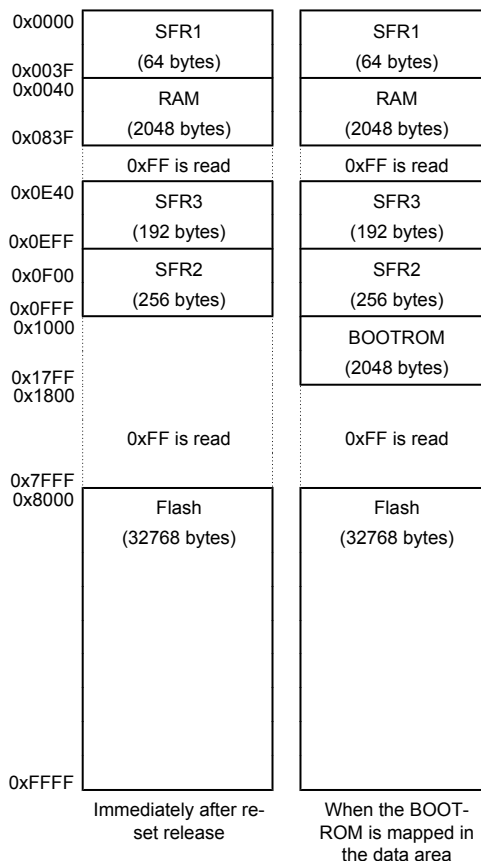 0x0000
SFR1
(64 bytes)
SFR1
(64 bytes)
0x003F
0x0040
RAM
(2048 bytes)
RAM
(2048 bytes)
0x083F
0xFF is read
0xFF is read
0x0E40
SFR3
(192 bytes)
SFR3
(192 bytes)
0x0EFF
0x0F00
SFR2
(256 bytes)
SFR2
(256 bytes)
0x0FFF
0x1000
BOOTROM
(2048 bytes)
0x17FF
0x1800
0xFF is read
0xFF is read
0x7FFF
0x8000
Flash
(32768 bytes)
Flash
(32768 bytes)
0xFFFF
Immediately after re-
set release
When the BOOT-
ROM is mapped in
the data area